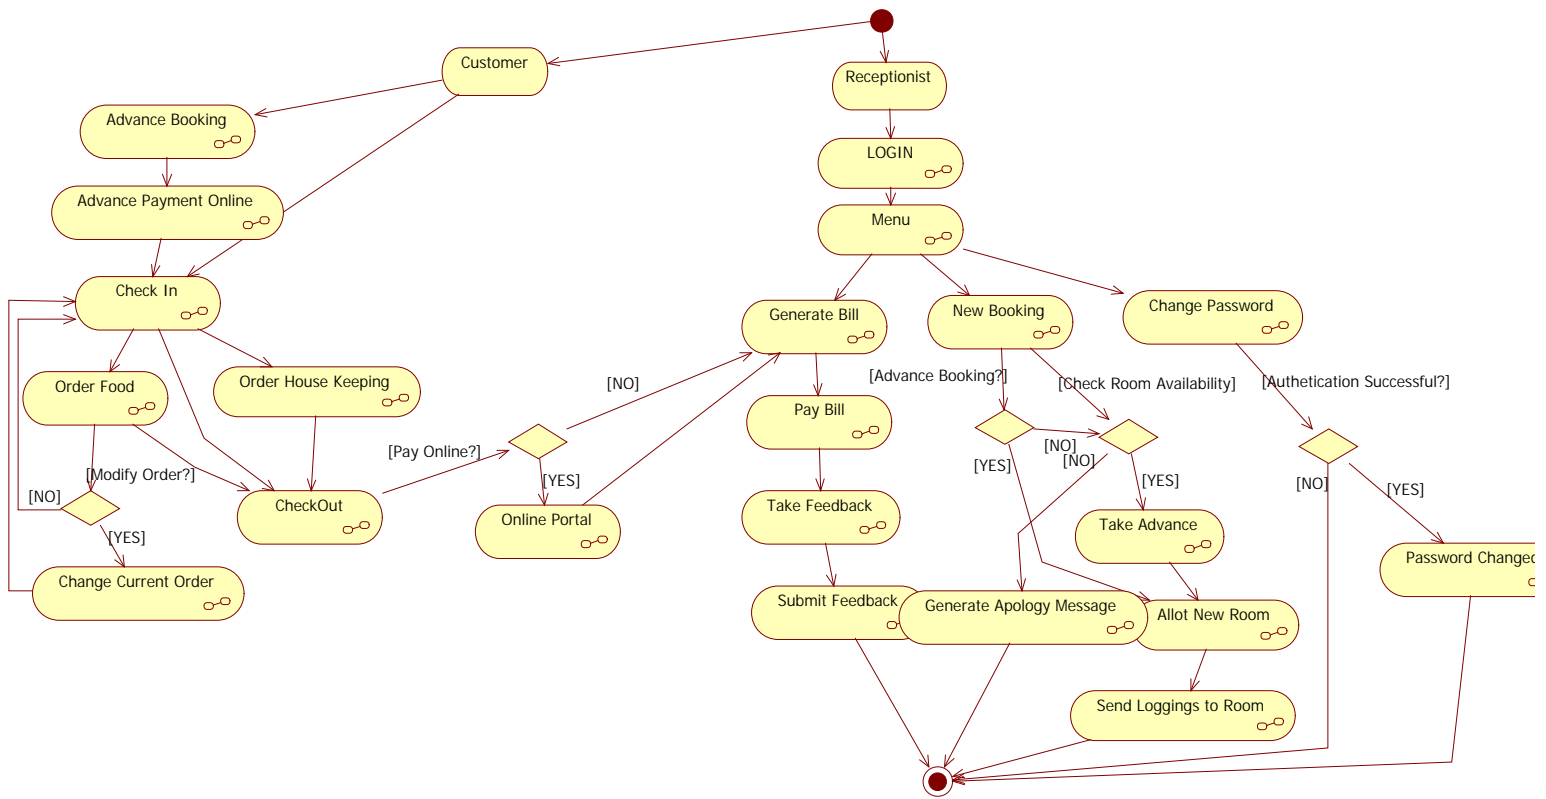 Customer
Receptionist
Advance Booking
LOGIN
Advance Payment Online
Menu
Check In
Generate Bill
New Booking
Change Password
Order Food
Order House Keeping
[NO]
[Advance Booking?]
[Check Room Availability]
[Authetication Successful?]
Pay Bill
[Pay Online?]
[NO]
[NO]
[Modify Order?]
[YES]
[YES]
[YES]
[NO]
[YES]
[NO]
CheckOut
Online Portal
Take Feedback
Take Advance
[YES]
Password Changed
Change Current Order
Submit Feedback
Generate Apology Message
Allot New Room
Send Loggings to Room